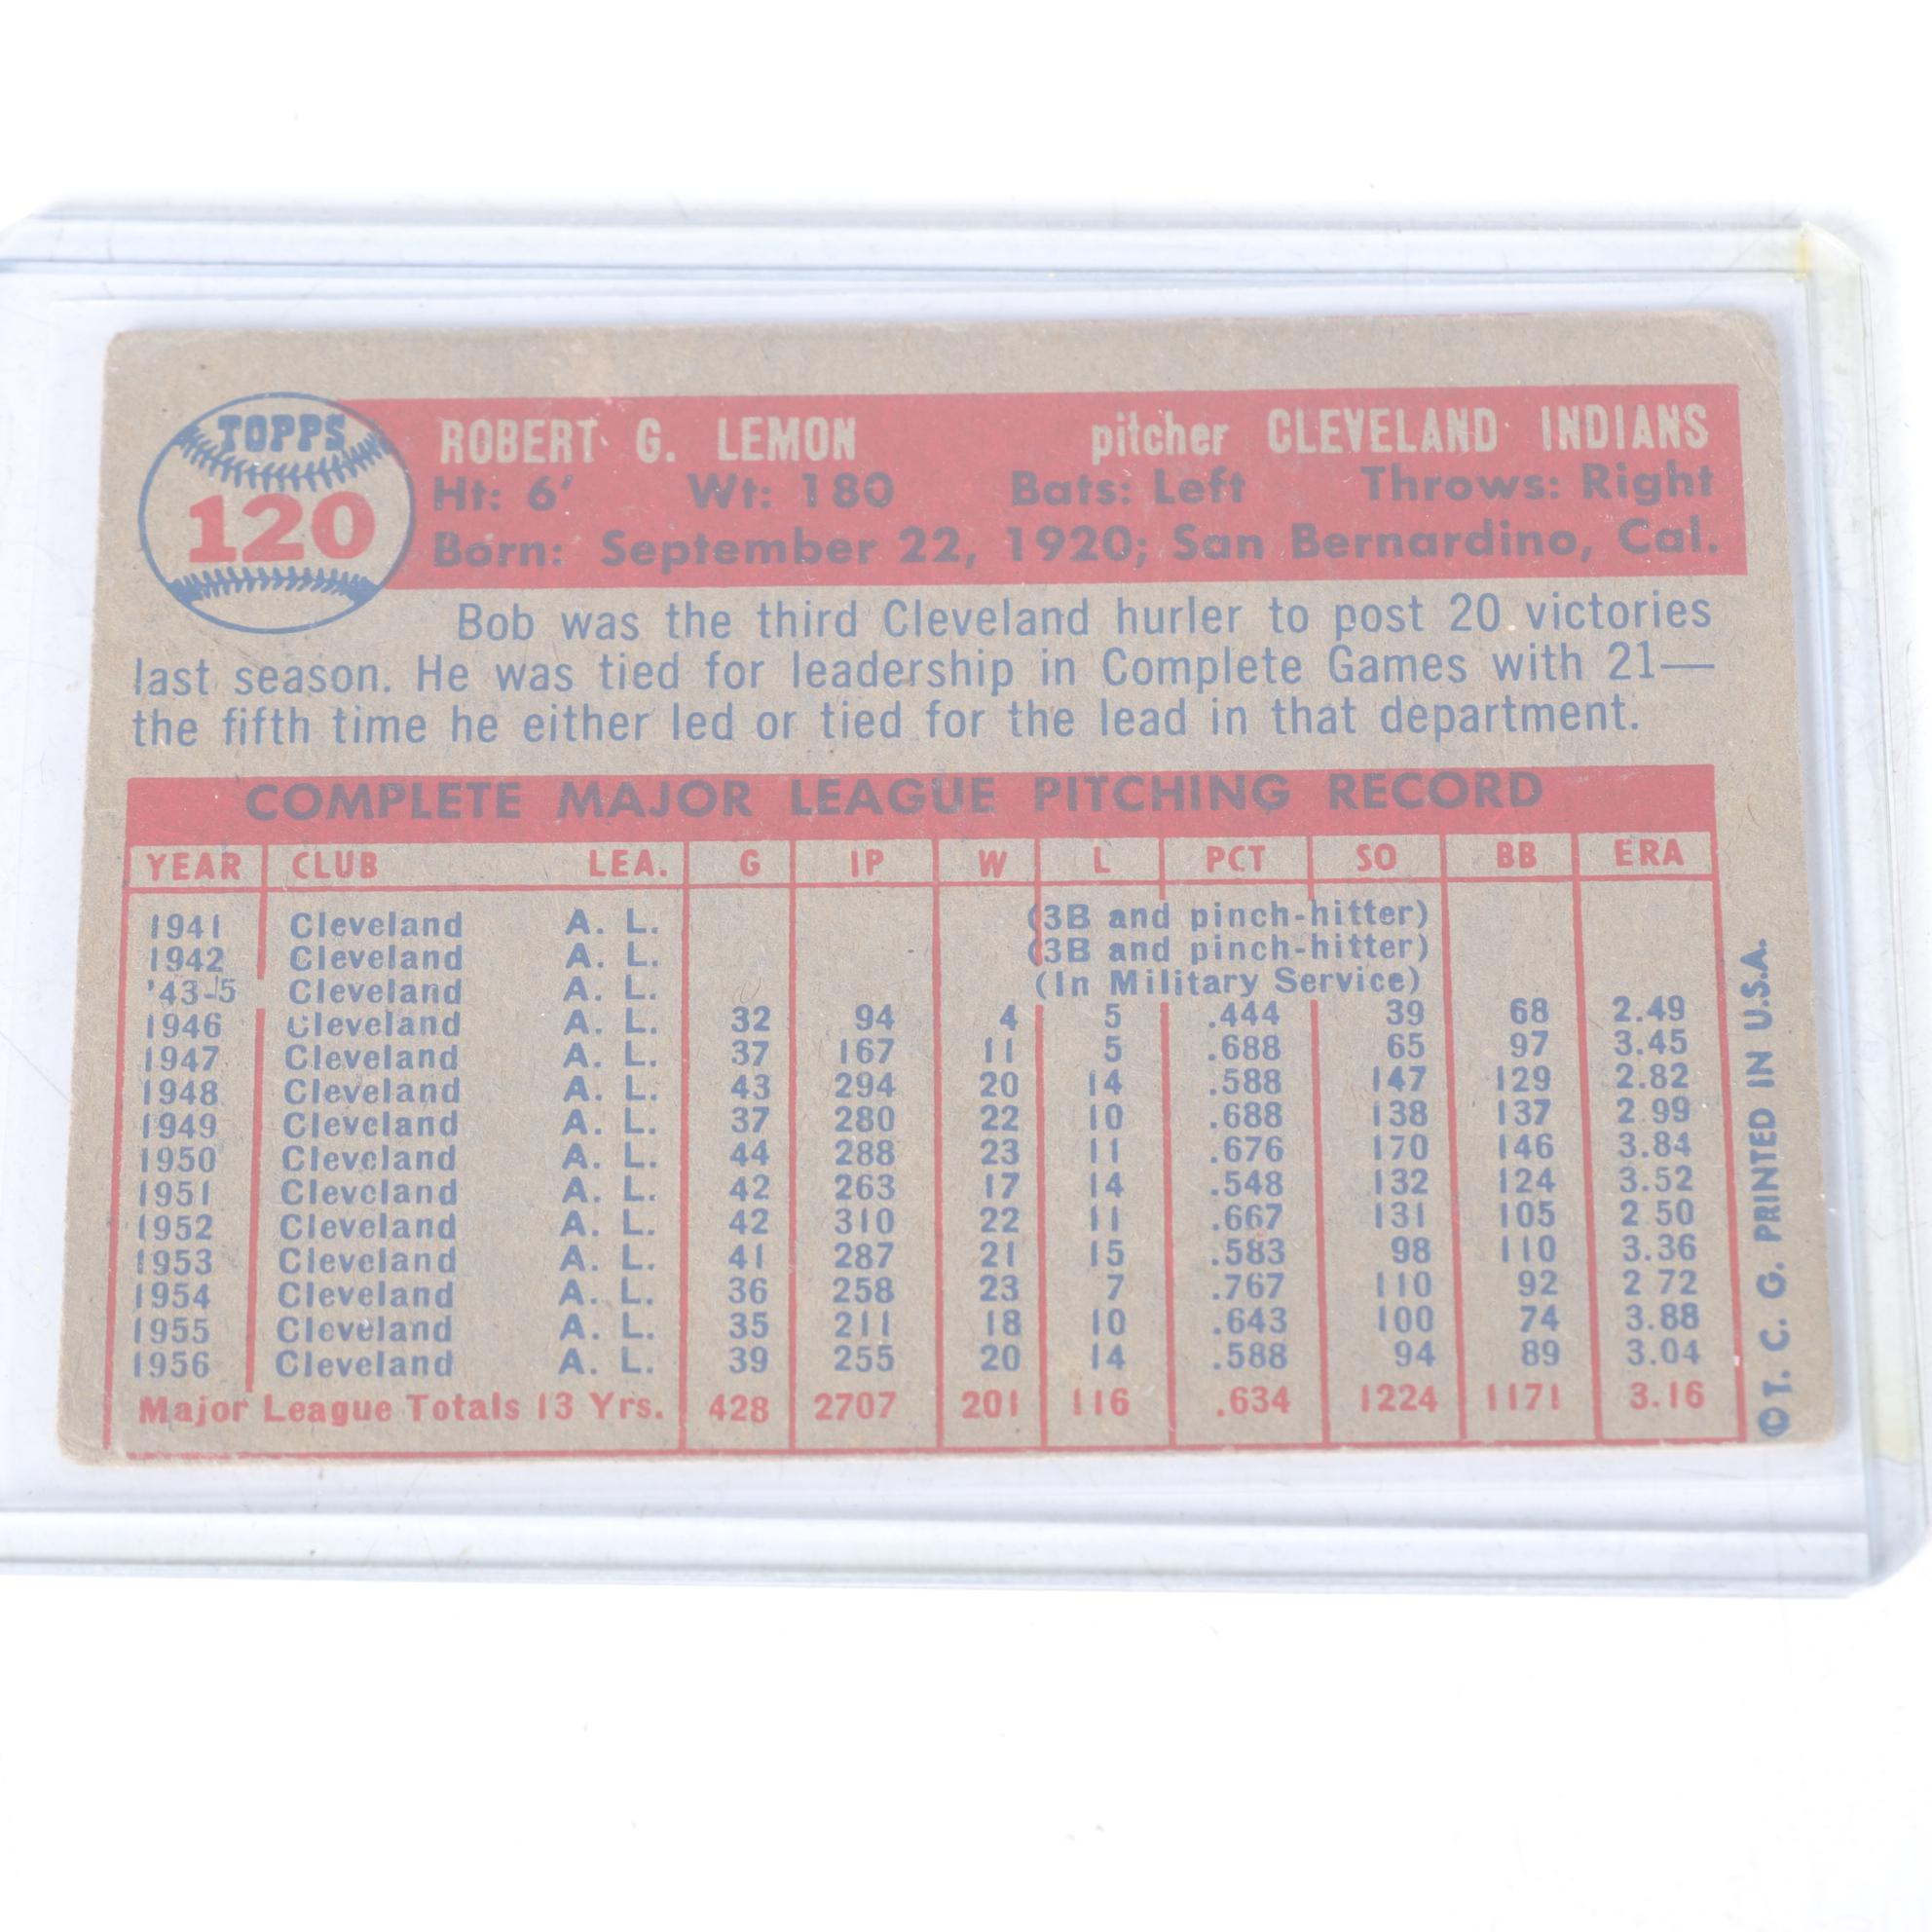 TOPPS
120
ROBERT G. LEMON pitcher CLEVELAND INDIANS
Ht: 6' Wt: 180 Bats: Left Throws: Right
Born: September 22, 1920; San Bernardino, Cal.
Bob was the third Cleveland hurler to post 20 victories
last season. He was tied for leadership in Complete Games with 21—
the fifth time he either led or tied for the lead in that department.
COMPLETE MAJOR LEAGUE PITCHING RECORD
YEAR CLUB LEA. G IP W L PCT SO BB ERA
1941 Cleveland A. L. (3B and pinch-hitter)
1942 Cleveland A. L. (3B and pinch-hitter)
'43-5 Cleveland A. L. (In Military Service)
1946 Cleveland A. L. 32 94 4 5 .444 39 68 2.49
1947 Cleveland A. L. 37 167 11 5 .688 65 97 3.45
1948 Cleveland A. L. 43 294 20 14 .588 147 129 2.82
1949 Cleveland A. L. 37 280 22 10 .688 138 137 2.99
1950 Cleveland A. L. 44 288 23 11 .676 170 146 3.84
1951 Cleveland A. L. 42 263 17 14 .548 132 124 3.52
1952 Cleveland A. L. 42 310 22 11 .667 131 105 2.50
1953 Cleveland A. L. 41 287 21 15 .583 98 110 3.36
1954 Cleveland A. L. 36 258 23 7 .767 110 92 2 72
1955 Cleveland A. L. 35 211 18 10 .643 100 74 3.88
1956 Cleveland A. L. 39 255 20 14 .588 94 89 3.04
Major League Totals 13 Yrs. 428 2707 201 116 .634 1224 1171 3.16
©T. C. G. PRINTED IN U.S.A.